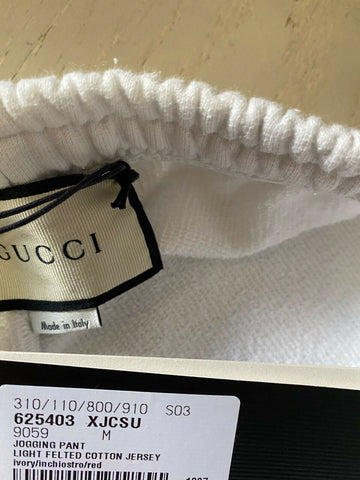 GUCCI
Made in Italy
310/110/800/910 S03
625403 XJCSU
9059 M
JOGGING PANT
LIGHT FELTED COTTON JERSEY
ivory/inchiostro/red